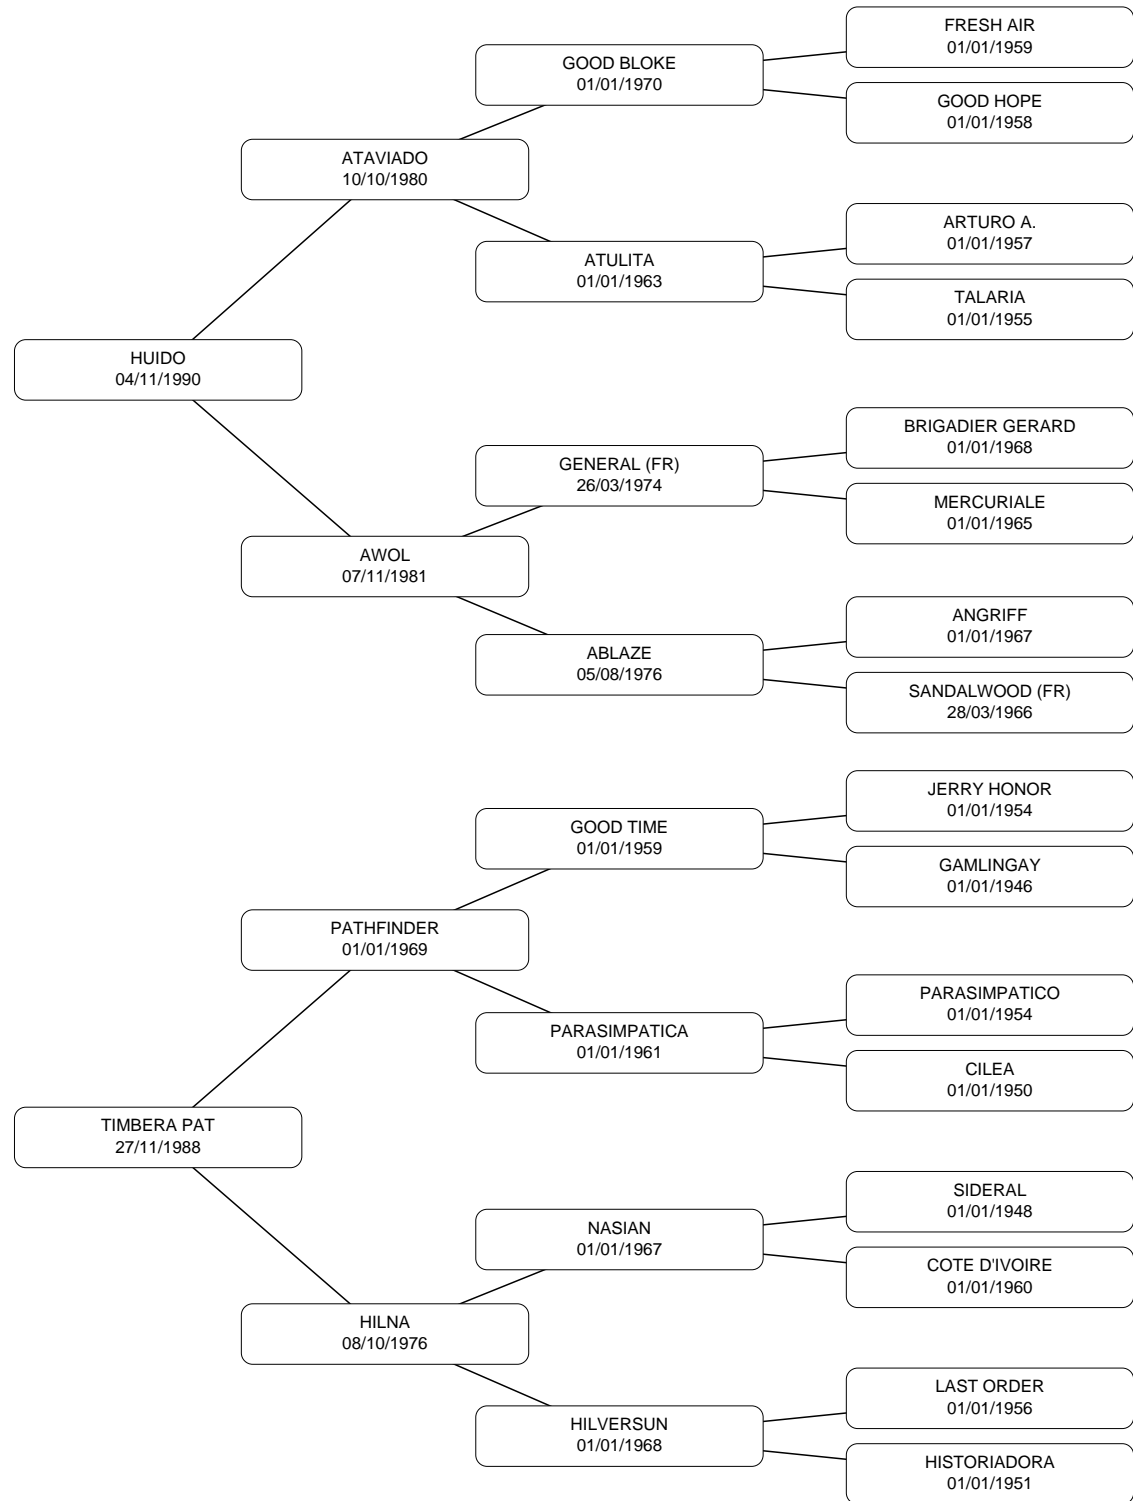 FRESH AIR
01/01/1959
GOOD BLOKE
01/01/1970
GOOD HOPE
01/01/1958
ATAVIADO
10/10/1980
ARTURO A.
01/01/1957
ATULITA
01/01/1963
TALARIA
01/01/1955
HUIDO
04/11/1990
BRIGADIER GERARD
01/01/1968
GENERAL (FR)
26/03/1974
MERCURIALE
01/01/1965
AWOL
07/11/1981
ANGRIFF
01/01/1967
ABLAZE
05/08/1976
SANDALWOOD (FR)
28/03/1966
JERRY HONOR
01/01/1954
GOOD TIME
01/01/1959
GAMLINGAY
01/01/1946
PATHFINDER
01/01/1969
PARASIMPATICO
01/01/1954
PARASIMPATICA
01/01/1961
CILEA
01/01/1950
TIMBERA PAT
27/11/1988
SIDERAL
01/01/1948
NASIAN
01/01/1967
COTE D'IVOIRE
01/01/1960
HILNA
08/10/1976
LAST ORDER
01/01/1956
HILVERSUN
01/01/1968
HISTORIADORA
01/01/1951